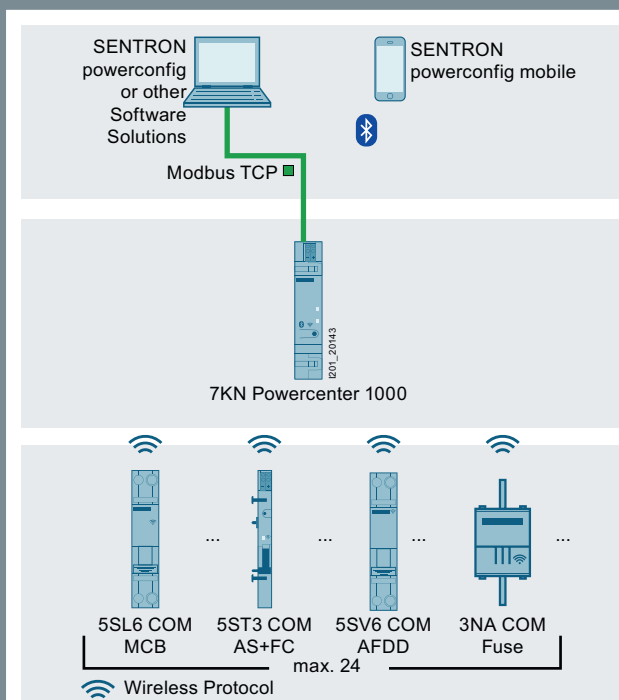 SENTRON
powerconfig
or other
Software
Solutions
SENTRON
powerconfig mobile
Modbus TCP
I201_20143
7KN Powercenter 1000
... ... ... ...
5SL6 COM
MCB
5ST3 COM
AS+FC
5SV6 COM
AFDD
3NA COM
Fuse
max. 24
Wireless Protocol